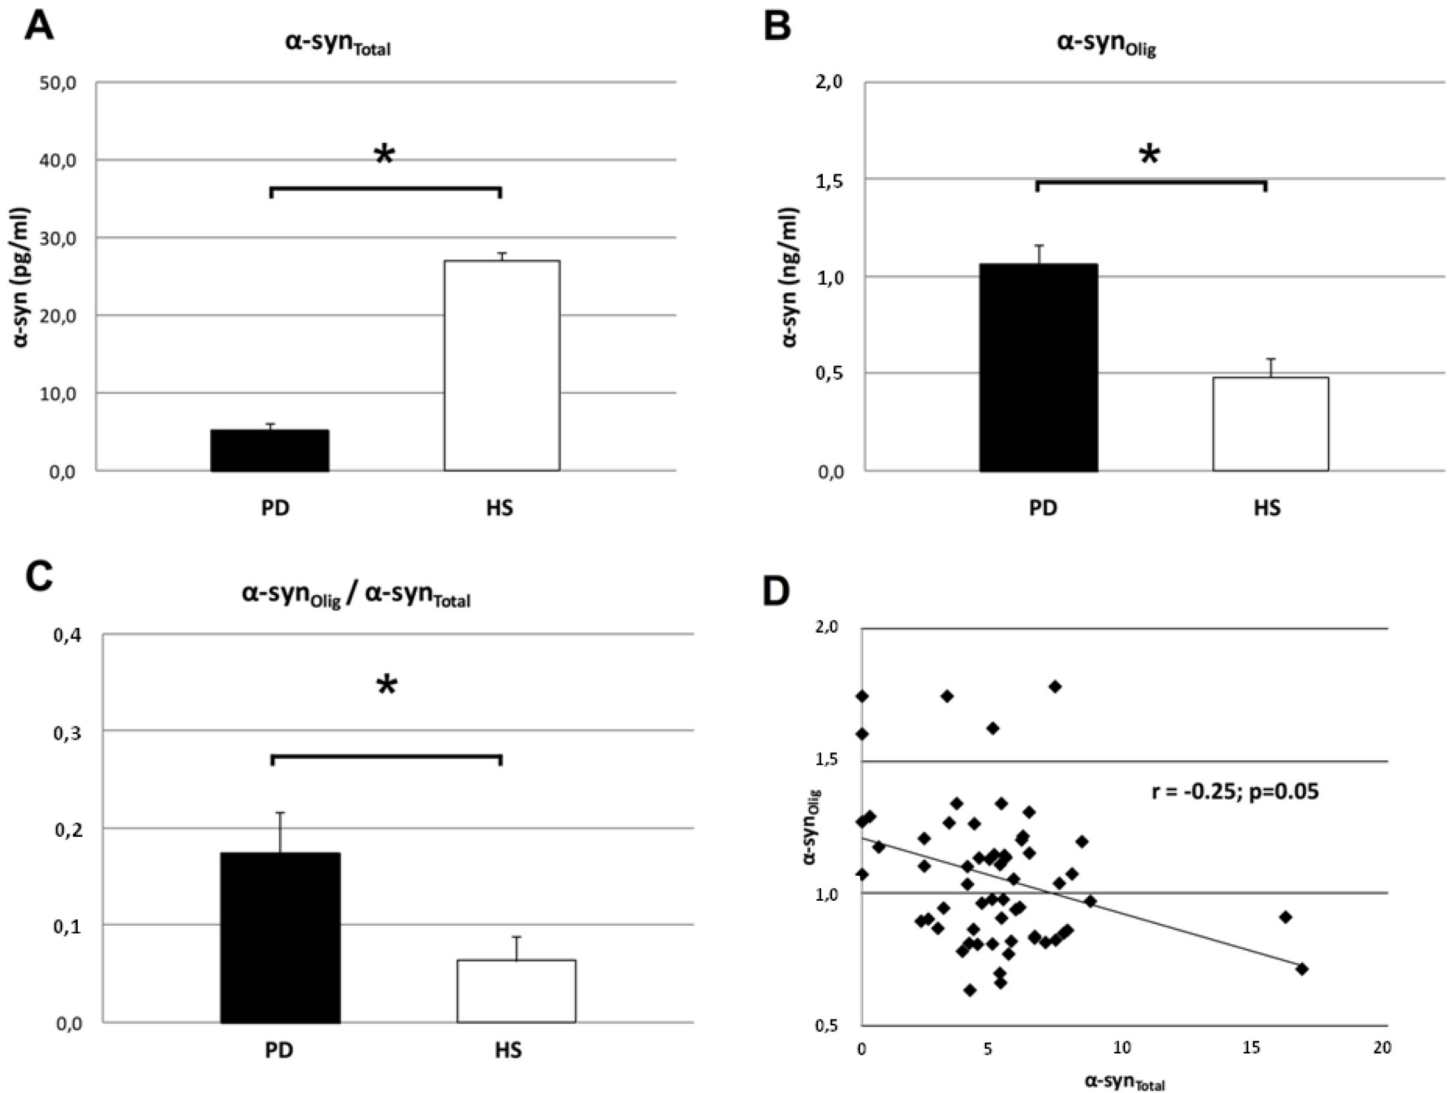 A
α-synTotal
50,0
40,0
30,0
20,0
10,0
0,0
α-syn (pg/ml)
*
PD
HS
B
α-synOlig
2,0
1,5
1,0
0,5
0,0
α-syn (ng/ml)
*
PD
HS
C
α-synOlig / α-synTotal
0,4
0,3
0,2
0,1
0,0
*
PD
HS
D
2,0
1,5
1,0
0,5
α-synOlig
r = -0.25; p=0.05
0
5
10
15
20
α-synTotal